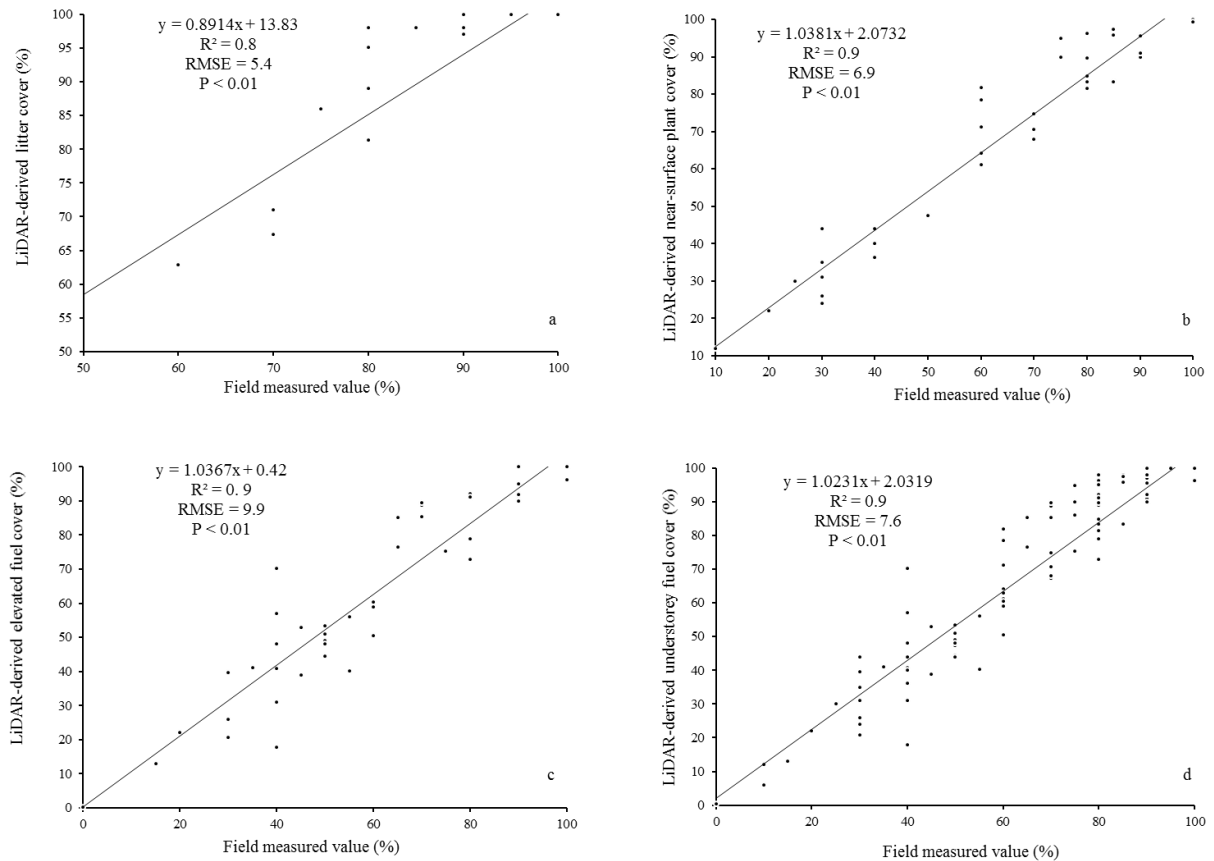 y = 0.8914x + 13.83
R² = 0.8
RMSE = 5.4
P < 0.01
LiDAR-derived litter cover (%)
100
95
90
85
80
75
70
65
60
55
50
50 60 70 80 90 100
Field measured value (%)
a
y = 1.0381x + 2.0732
R² = 0.9
RMSE = 6.9
P < 0.01
LiDAR-derived near-surface plant cover (%)
100
90
80
70
60
50
40
30
20
10
10 20 30 40 50 60 70 80 90 100
Field measured value (%)
b
y = 1.0367x + 0.42
R² = 0. 9
RMSE = 9.9
P < 0.01
LiDAR-derived elevated fuel cover (%)
100
90
80
70
60
50
40
30
20
10
0
0 20 40 60 80 100
Field measured value (%)
c
y = 1.0231x + 2.0319
R² = 0.9
RMSE = 7.6
P < 0.01
LiDAR-derived understorey fuel cover (%)
100
90
80
70
60
50
40
30
20
10
0
0 10 20 30 40 50 60 70 80 90 100
Field measured value (%)
d